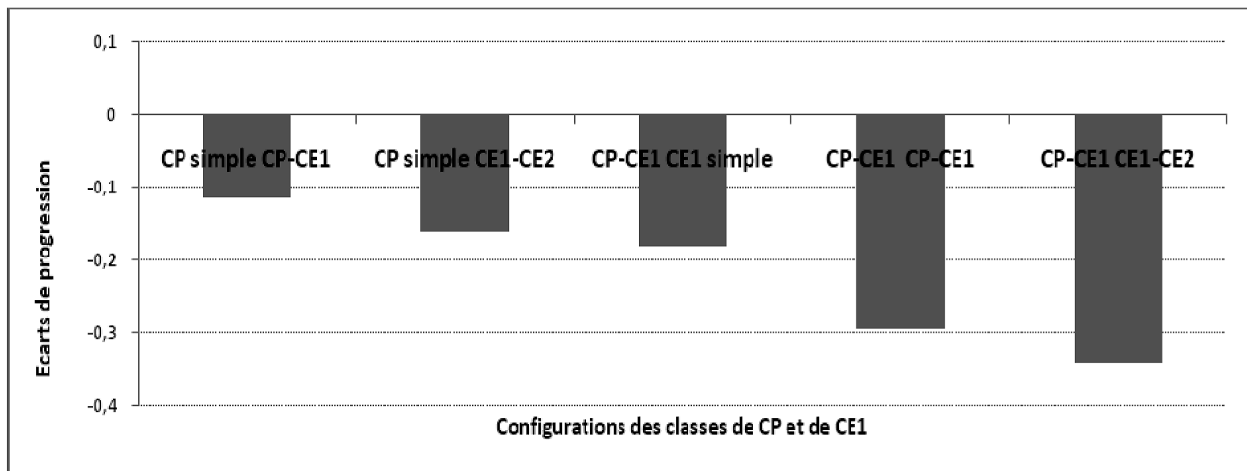 0,1
0
CP simple CP-CE1
CP simple CE1-CE2
CP-CE1 CE1 simple
CP-CE1 CP-CE1
CP-CE1 CE1-CE2
-0,1
-0,2
-0,3
-0,4
Ecarts de progression
Configurations des classes de CP et de CE1